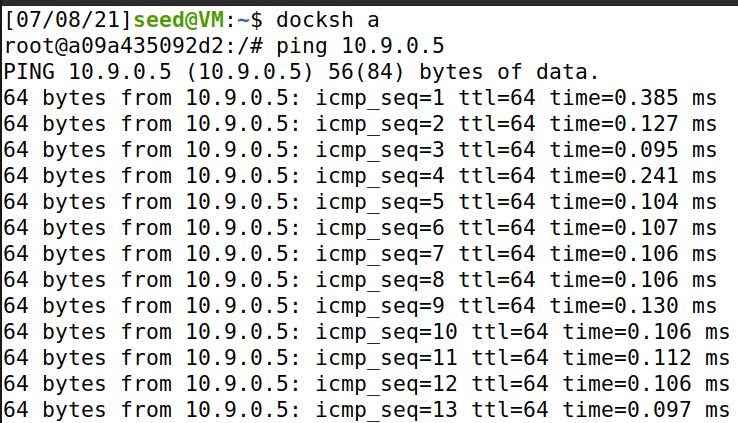 [07/08/21]seed@VM:~$ docksh a
root@a09a435092d2:/# ping 10.9.0.5
PING 10.9.0.5 (10.9.0.5) 56(84) bytes of data.
64 bytes from 10.9.0.5: icmp_seq=1 ttl=64 time=0.385 ms
64 bytes from 10.9.0.5: icmp_seq=2 ttl=64 time=0.127 ms
64 bytes from 10.9.0.5: icmp_seq=3 ttl=64 time=0.095 ms
64 bytes from 10.9.0.5: icmp_seq=4 ttl=64 time=0.241 ms
64 bytes from 10.9.0.5: icmp_seq=5 ttl=64 time=0.104 ms
64 bytes from 10.9.0.5: icmp_seq=6 ttl=64 time=0.107 ms
64 bytes from 10.9.0.5: icmp_seq=7 ttl=64 time=0.106 ms
64 bytes from 10.9.0.5: icmp_seq=8 ttl=64 time=0.106 ms
64 bytes from 10.9.0.5: icmp_seq=9 ttl=64 time=0.130 ms
64 bytes from 10.9.0.5: icmp_seq=10 ttl=64 time=0.106 ms
64 bytes from 10.9.0.5: icmp_seq=11 ttl=64 time=0.112 ms
64 bytes from 10.9.0.5: icmp_seq=12 ttl=64 time=0.106 ms
64 bytes from 10.9.0.5: icmp_seq=13 ttl=64 time=0.097 ms